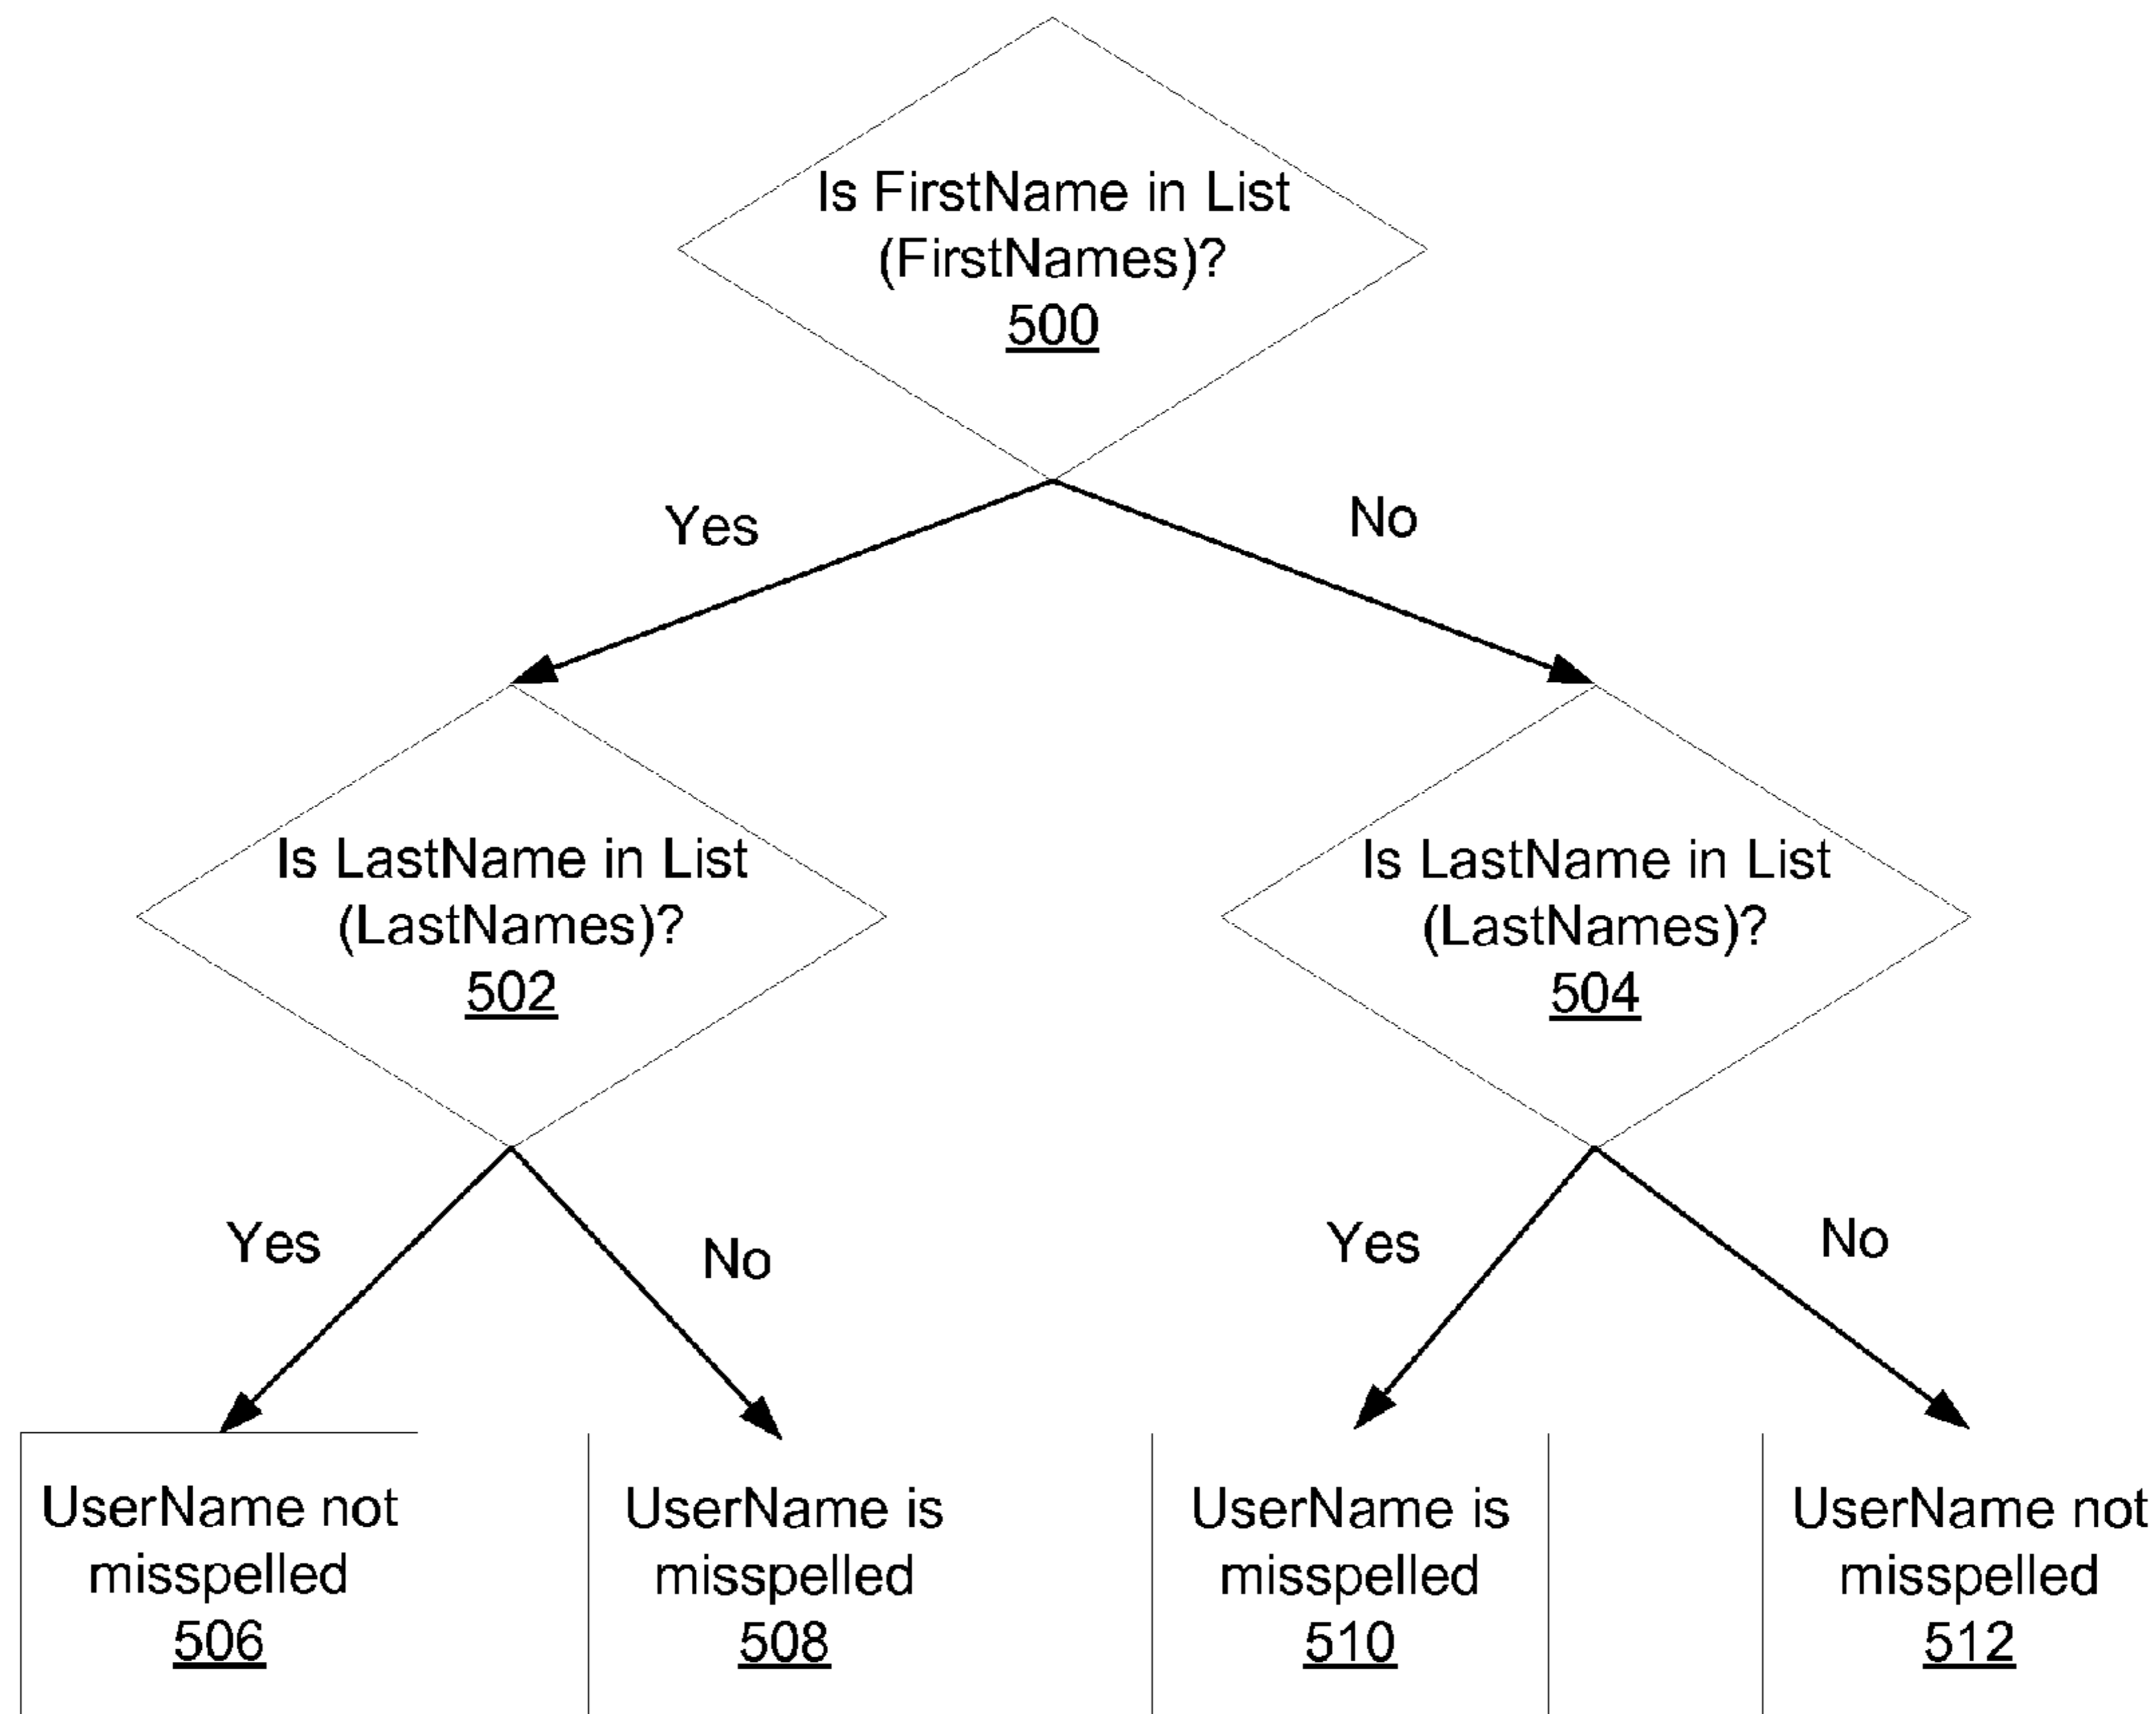 Is FirstName in List
(FirstNames)?
500
Yes
No
Is LastName in List
(LastNames)?
502
Is LastName in List
(LastNames)?
504
Yes
No
Yes
No
UserName not
misspelled
506
UserName is
misspelled
508
UserName is
misspelled
510
UserName not
misspelled
512